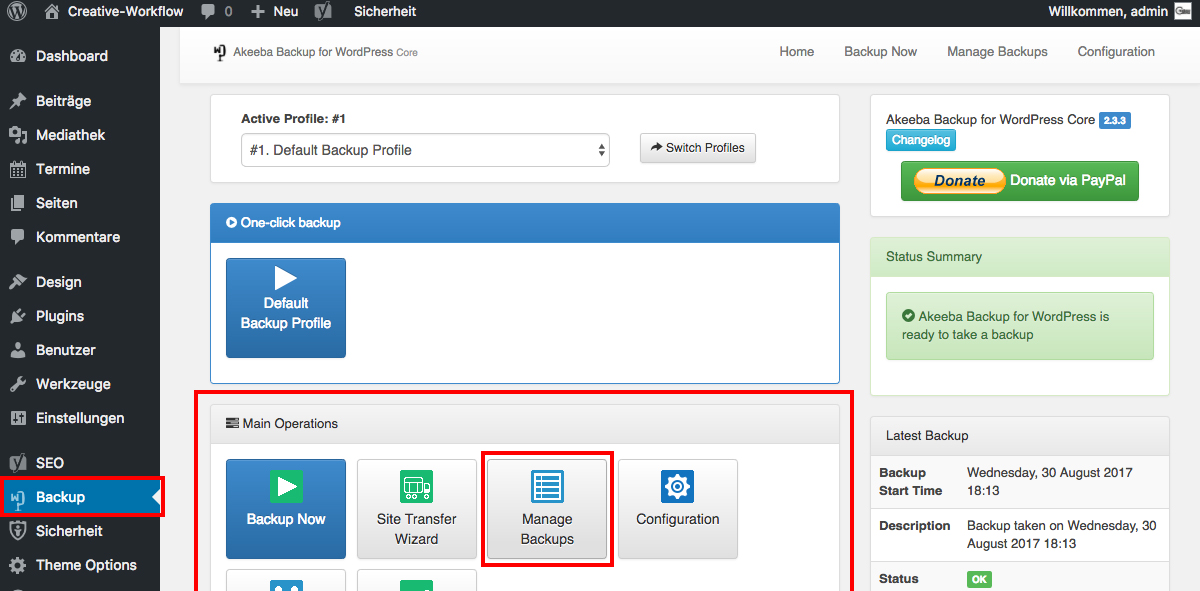 Creative-Workflow 0 Neu Sicherheit Willkommen, admin
Dashboard
Beiträge
Mediathek
Termine
Seiten
Kommentare
Design
Plugins
Benutzer
Werkzeuge
Einstellungen
SEO
Backup
Sicherheit
Theme Options
Akeeba Backup for WordPress Core
Home Backup Now Manage Backups Configuration
Active Profile: #1
#1. Default Backup Profile
Switch Profiles
One-click backup
Default
Backup Profile
Main Operations
Backup Now
Site Transfer
Wizard
Manage
Backups
Configuration
Akeeba Backup for WordPress Core 2.3.3
Changelog
Donate Donate via PayPal
Status Summary
Akeeba Backup for WordPress is
ready to take a backup
Latest Backup
Backup Start Time
Wednesday, 30 August 2017
18:13
Description
Backup taken on Wednesday, 30
August 2017 18:13
Status OK